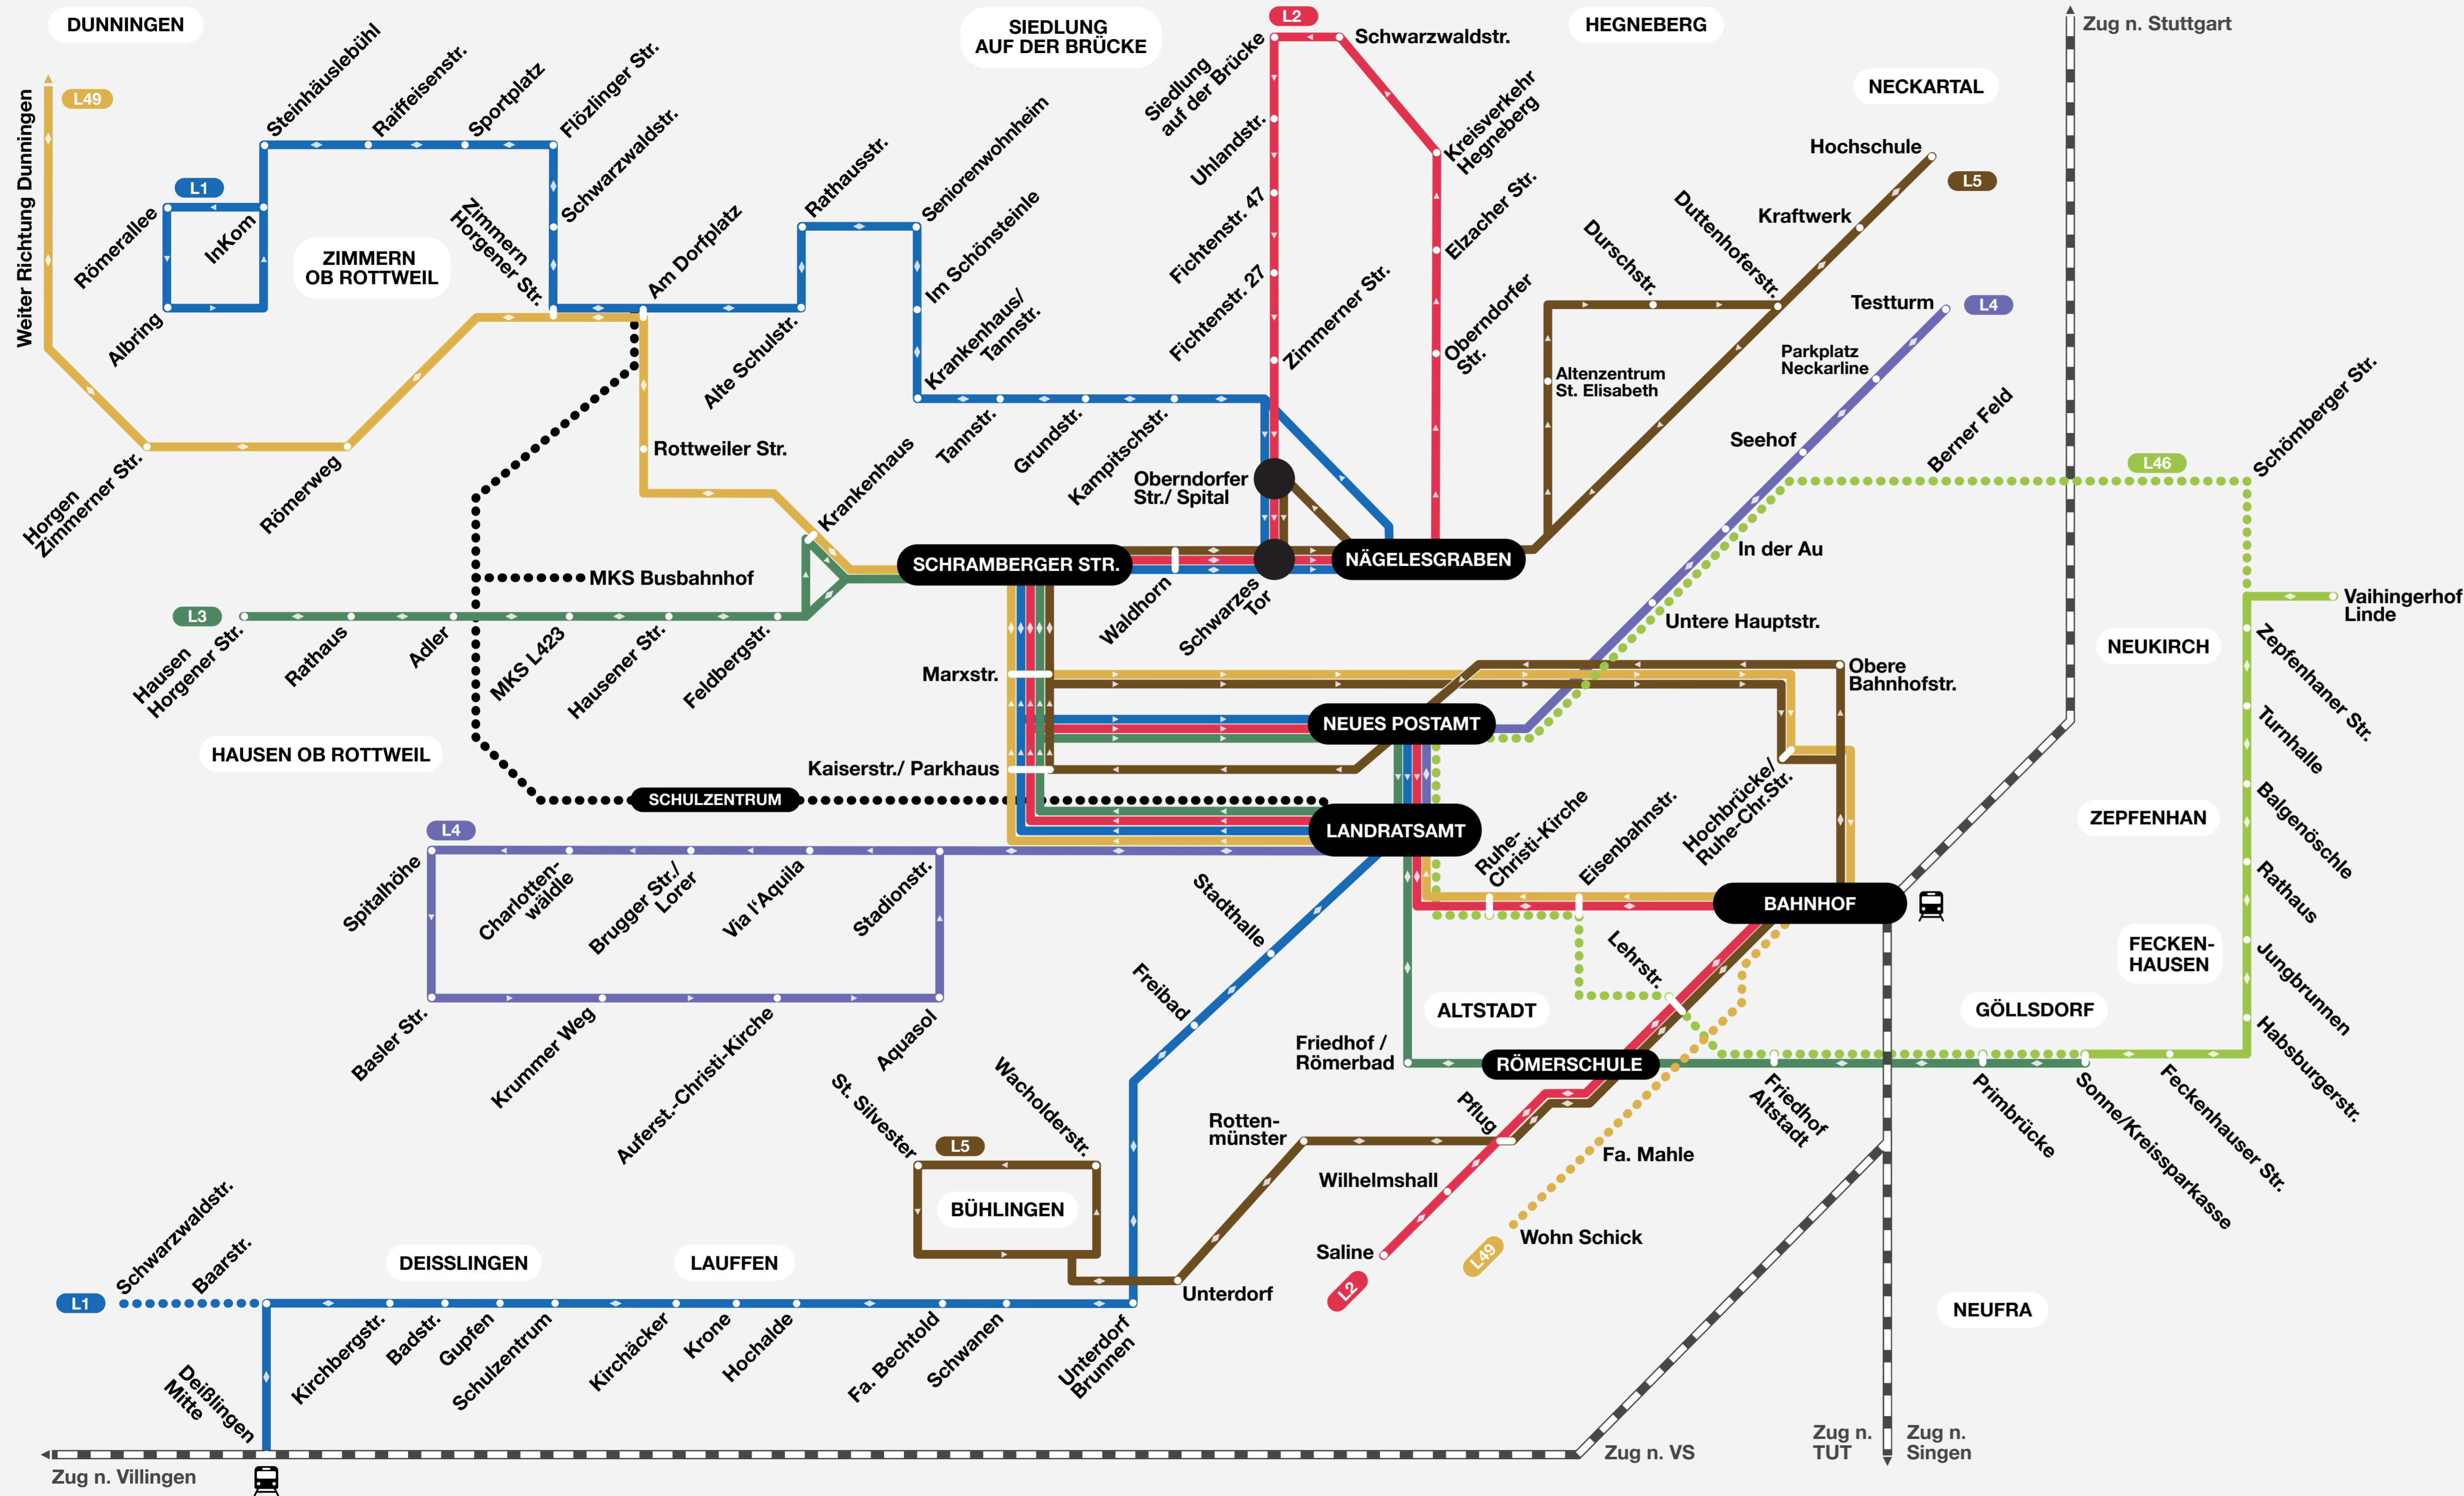 DUNNINGEN
SIEDLUNG
AUF DER BRÜCKE
L2
Schwarzwaldstr.
HEGNEBERG
Zug n. Stuttgart
L49
Weiter Richtung Dunningen
Steinhäuslebühl
Raiffeisenstr.
Sportplatz
Flözlinger Str.
Schwarzwaldstr.
L1
Römerallee
InKom
Albring
ZIMMERN
OB ROTTWEIL
Zimmern
Horgener Str.
Am Dorfplatz
Alte Schulstr.
Rathausstr.
Seniorenwohnheim
Im Schönsteinle
Krankenhaus/
Tannstr.
Tannstr.
Grundstr.
Kampitschstr.
Siedlung
auf der Brücke
Uhlandstr.
Fichtenstr. 47
Fichtenstr. 27
Zimmerner Str.
Kreisverkehr
Hegneberg
Elzacher Str.
Oberndorfer
Str.
NECKARTAL
Hochschule
L5
Kraftwerk
Duttenhoferstr.
Durschstr.
Altenzentrum
St. Elisabeth
Testturm
L4
Parkplatz
Neckarline
Seehof
In der Au
Untere Hauptstr.
Berner Feld
L46
Schömberger Str.
Vaihingerhof
Linde
Horgen
Zimmerner Str.
Römerweg
Rottweiler Str.
Krankenhaus
Oberndorfer
Str./ Spital
SCHRAMBERGER STR.
NÄGELESGRABEN
Waldhorn
Schwarzes
Tor
MKS Busbahnhof
L3
Hausen
Horgener Str.
Rathaus
Adler
MKS L423
Hausener Str.
Feldbergstr.
HAUSEN OB ROTTWEIL
Marxstr.
NEUES POSTAMT
Obere
Bahnhofstr.
Kaiserstr./ Parkhaus
SCHULZENTRUM
LANDRATSAMT
Hochbrücke/
Ruhe-Chr.Str.
Ruhe-
Christi-Kirche
Eisenbahnstr.
BAHNHOF
NEUKIRCH
Zepfenhaner Str.
Turnhalle
ZEPFENHAN
Balgenöschle
Rathaus
FECKEN-
HAUSEN
Jungbrunnen
Habsburgerstr.
L4
Spitalhöhe
Charlotten-
wäldle
Brugger Str./
Lorer
Via l'Aquila
Stadionstr.
Basler Str.
Krummer Weg
Auferst.-Christi-Kirche
Aquasol
Stadthalle
Freibad
Lehrstr.
ALTSTADT
GÖLLSDORF
Friedhof /
Römerbad
RÖMERSCHULE
Friedhof
Altstadt
Primbrücke
Sonne/Kreissparkasse
Feckenhauser Str.
St. Silvester
L5
Wacholderstr.
BÜHLINGEN
Rotten-
münster
Pflug
Wilhelmshall
Saline
L2
Fa. Mahle
Wohn Schick
L49
Unterdorf
Schwarzwaldstr.
Baarstr.
L1
DEISSLINGEN
LAUFFEN
Kirchbergstr.
Badstr.
Gupfen
Schulzentrum
Kirchäcker
Krone
Hochalde
Fa. Bechtold
Schwanen
Unterdorf
Brunnen
Deißlingen
Mitte
NEUFRA
Zug n. Villingen
Zug n. VS
Zug n.
TUT
Zug n.
Singen